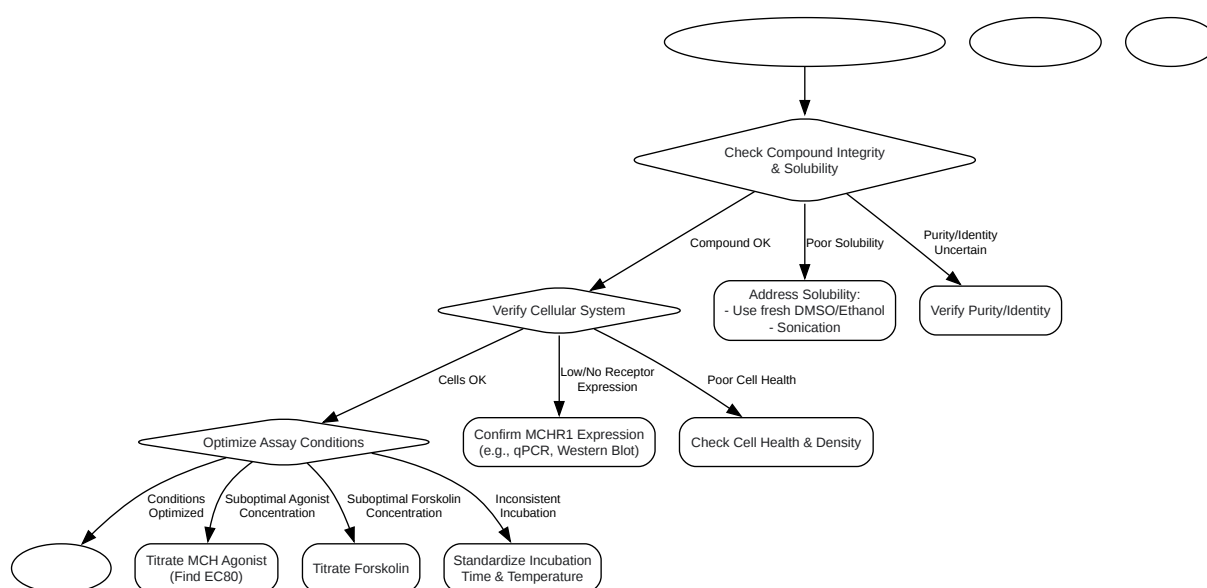 Check Compound Integrity
& Solubility
Compound OK
Poor Solubility
Purity/Identity
Uncertain
Verify Cellular System
Address Solubility:
- Use fresh DMSO/Ethanol
- Sonication
Verify Purity/Identity
Cells OK
Low/No Receptor
Expression
Poor Cell Health
Optimize Assay Conditions
Confirm MCHR1 Expression
(e.g., qPCR, Western Blot)
Check Cell Health & Density
Conditions
Optimized
Suboptimal Agonist
Concentration
Suboptimal Forskolin
Concentration
Inconsistent
Incubation
Titrate MCH Agonist
(Find EC80)
Titrate Forskolin
Standardize Incubation
Time & Temperature